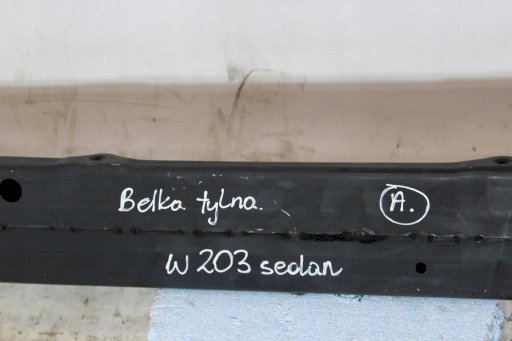 Belka tylna. A.
W 203 sedan